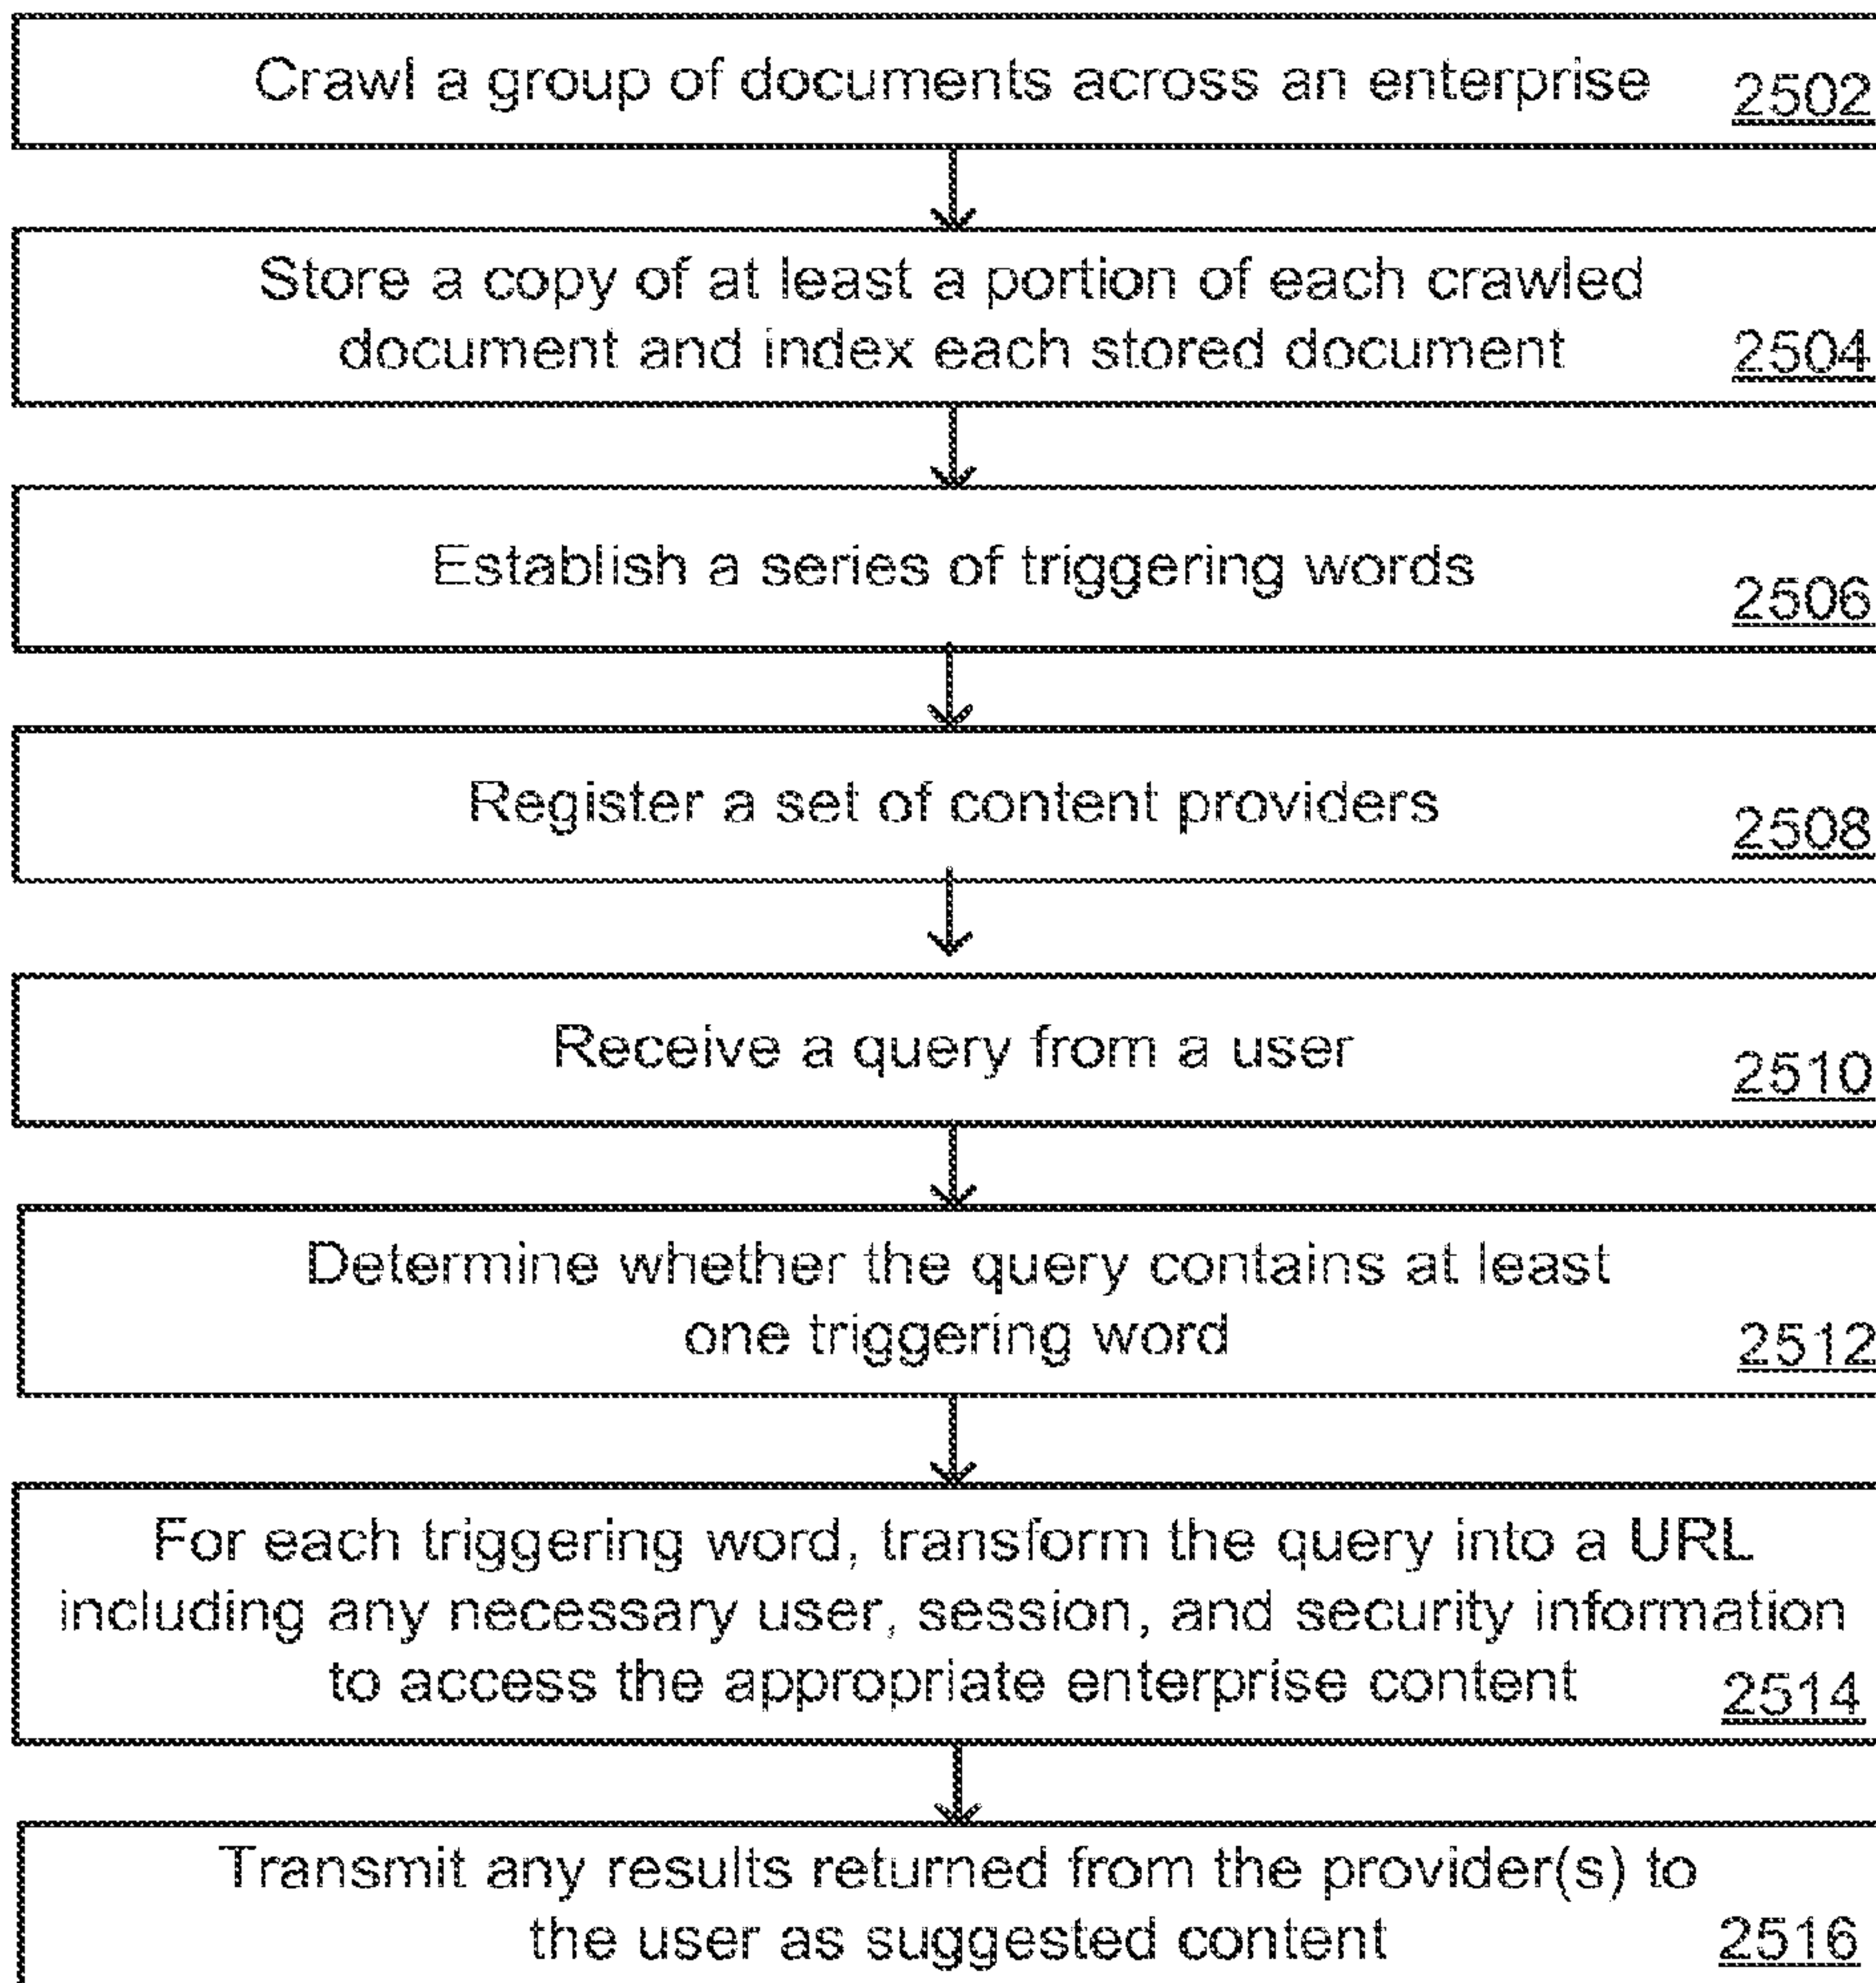 Crawl a group of documents across an enterprise 2502
Store a copy of at least a portion of each crawled
document and index each stored document 2504
Establish a series of triggering words 2506
Register a set of content providers 2508
Receive a query from a user 2510
Determine whether the query contains at least
one triggering word 2512
For each triggering word, transform the query into a URL
including any necessary user, session, and security information
to access the appropriate enterprise content 2514
Transmit any results returned from the provider(s) to
the user as suggested content 2516